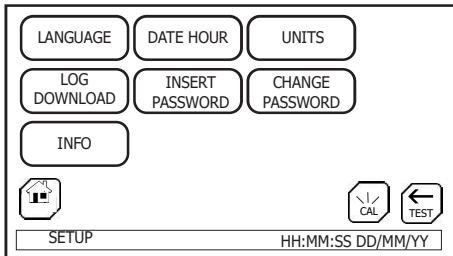 LANGUAGE DATE HOUR UNITS
LOG
DOWNLOAD
INSERT
PASSWORD
CHANGE
PASSWORD
INFO
CAL
TEST
SETUP HH:MM:SS DD/MM/YY